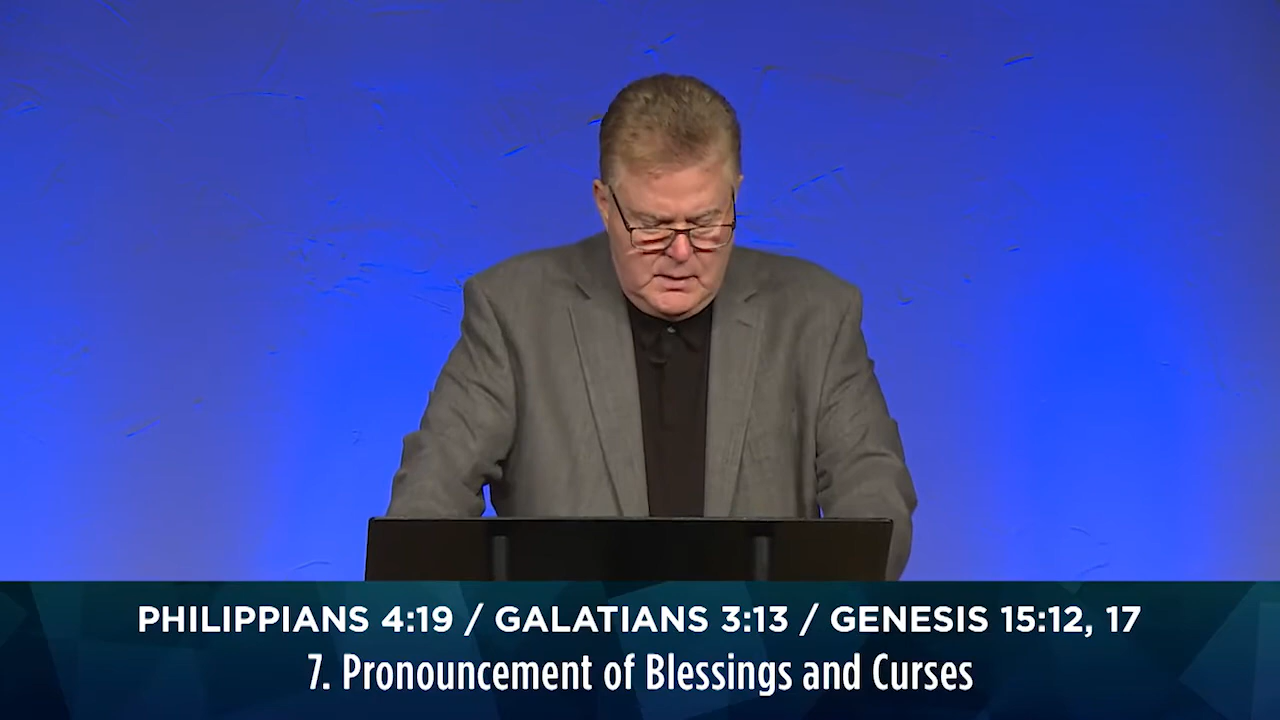 PHILIPPIANS 4:19 / GALATIANS 3:13 / GENESIS 15:12, 17
7. Pronouncement of Blessings and Curses